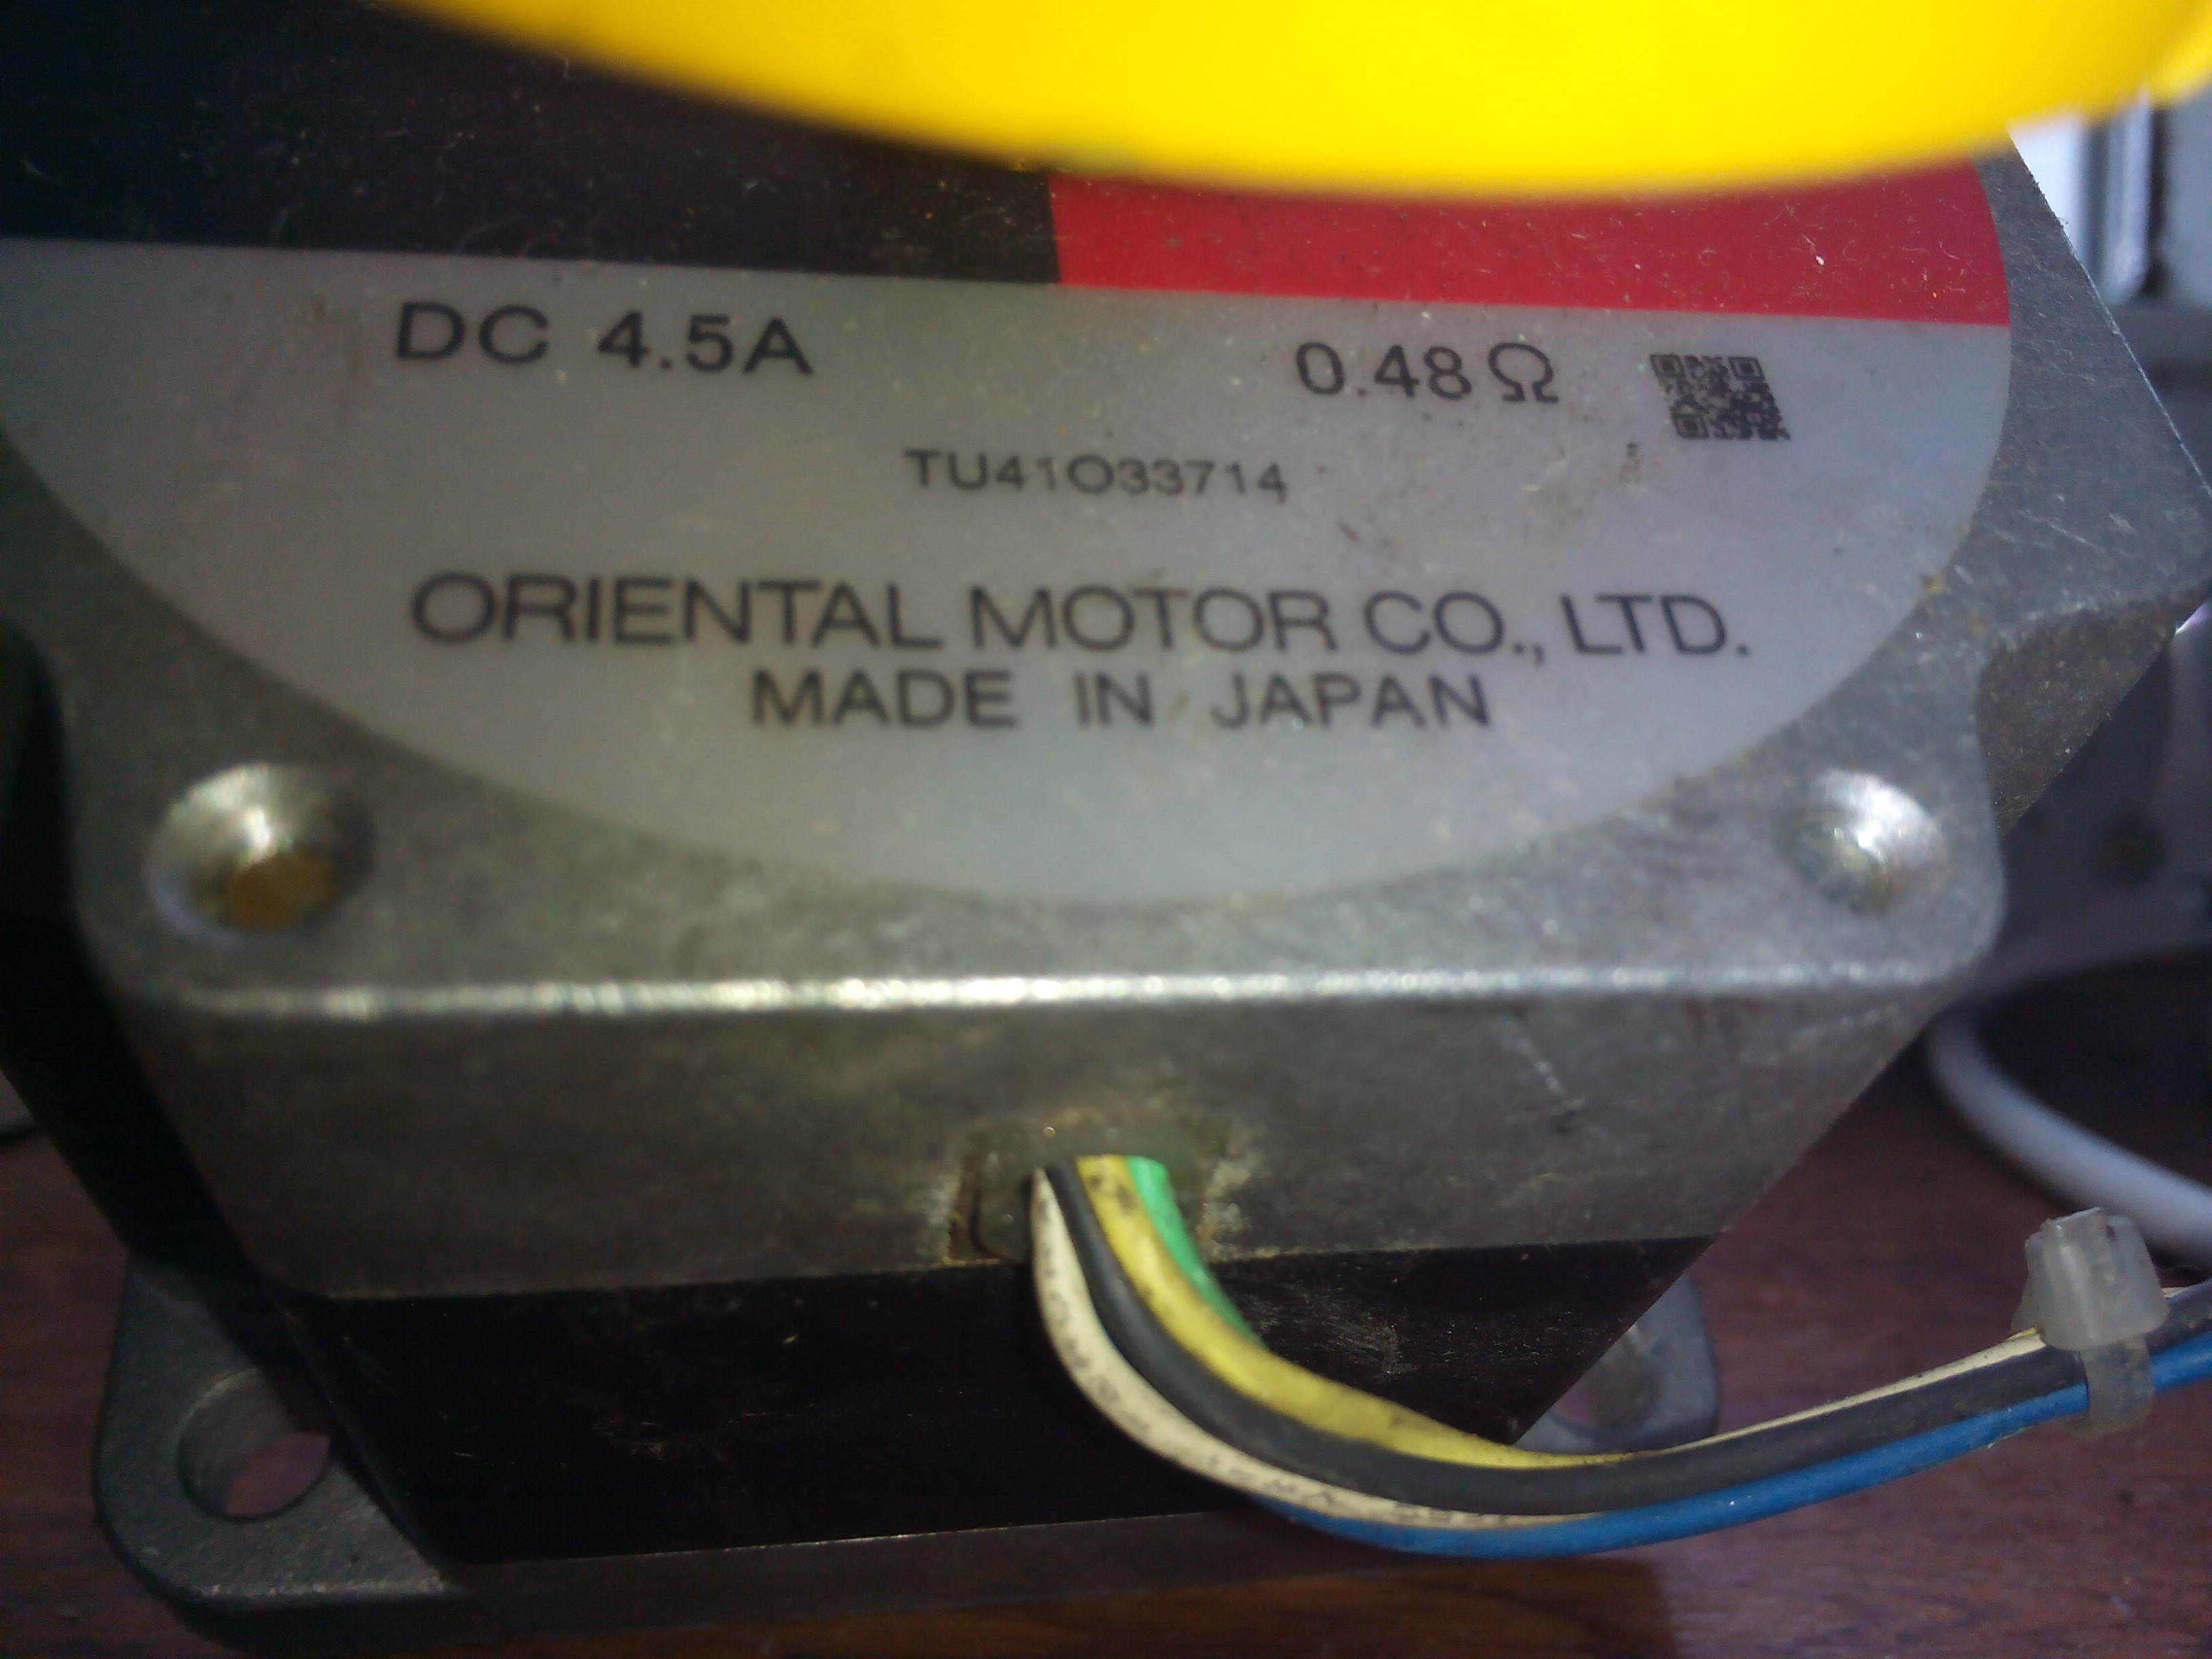 DC 4.5A 0.48Ω
TU41O33714
ORIENTAL MOTOR CO., LTD.
MADE IN JAPAN